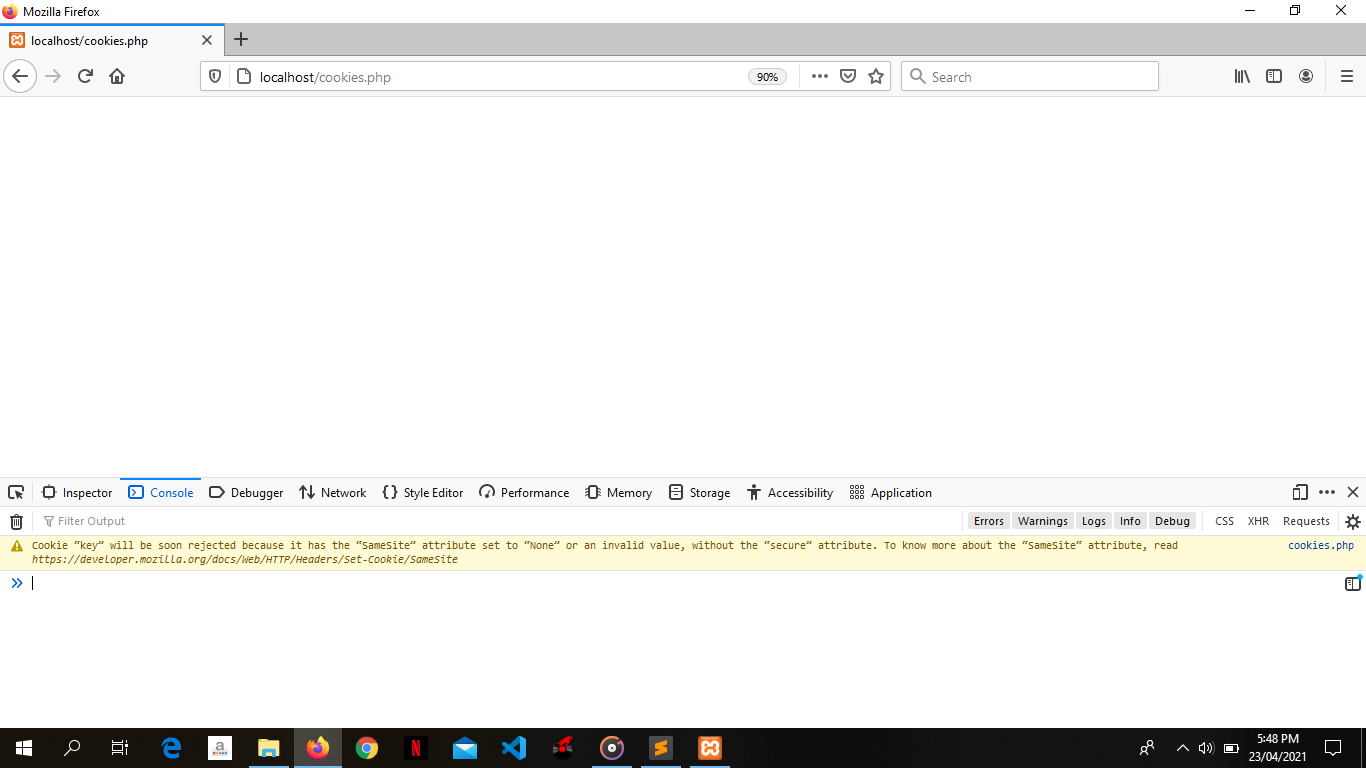 Mozilla Firefox
localhost/cookies.php
localhost/cookies.php 90% Search
Inspector Console Debugger Network Style Editor Performance Memory Storage Accessibility Application
Filter Output Errors Warnings Logs Info Debug CSS XHR Requests
Cookie “key” will be soon rejected because it has the “SameSite” attribute set to “None” or an invalid value, without the “secure” attribute. To know more about the “SameSite“ attribute, read cookies.php
https://developer.mozilla.org/docs/Web/HTTP/Headers/Set-Cookie/SameSite
5:48 PM
23/04/2021